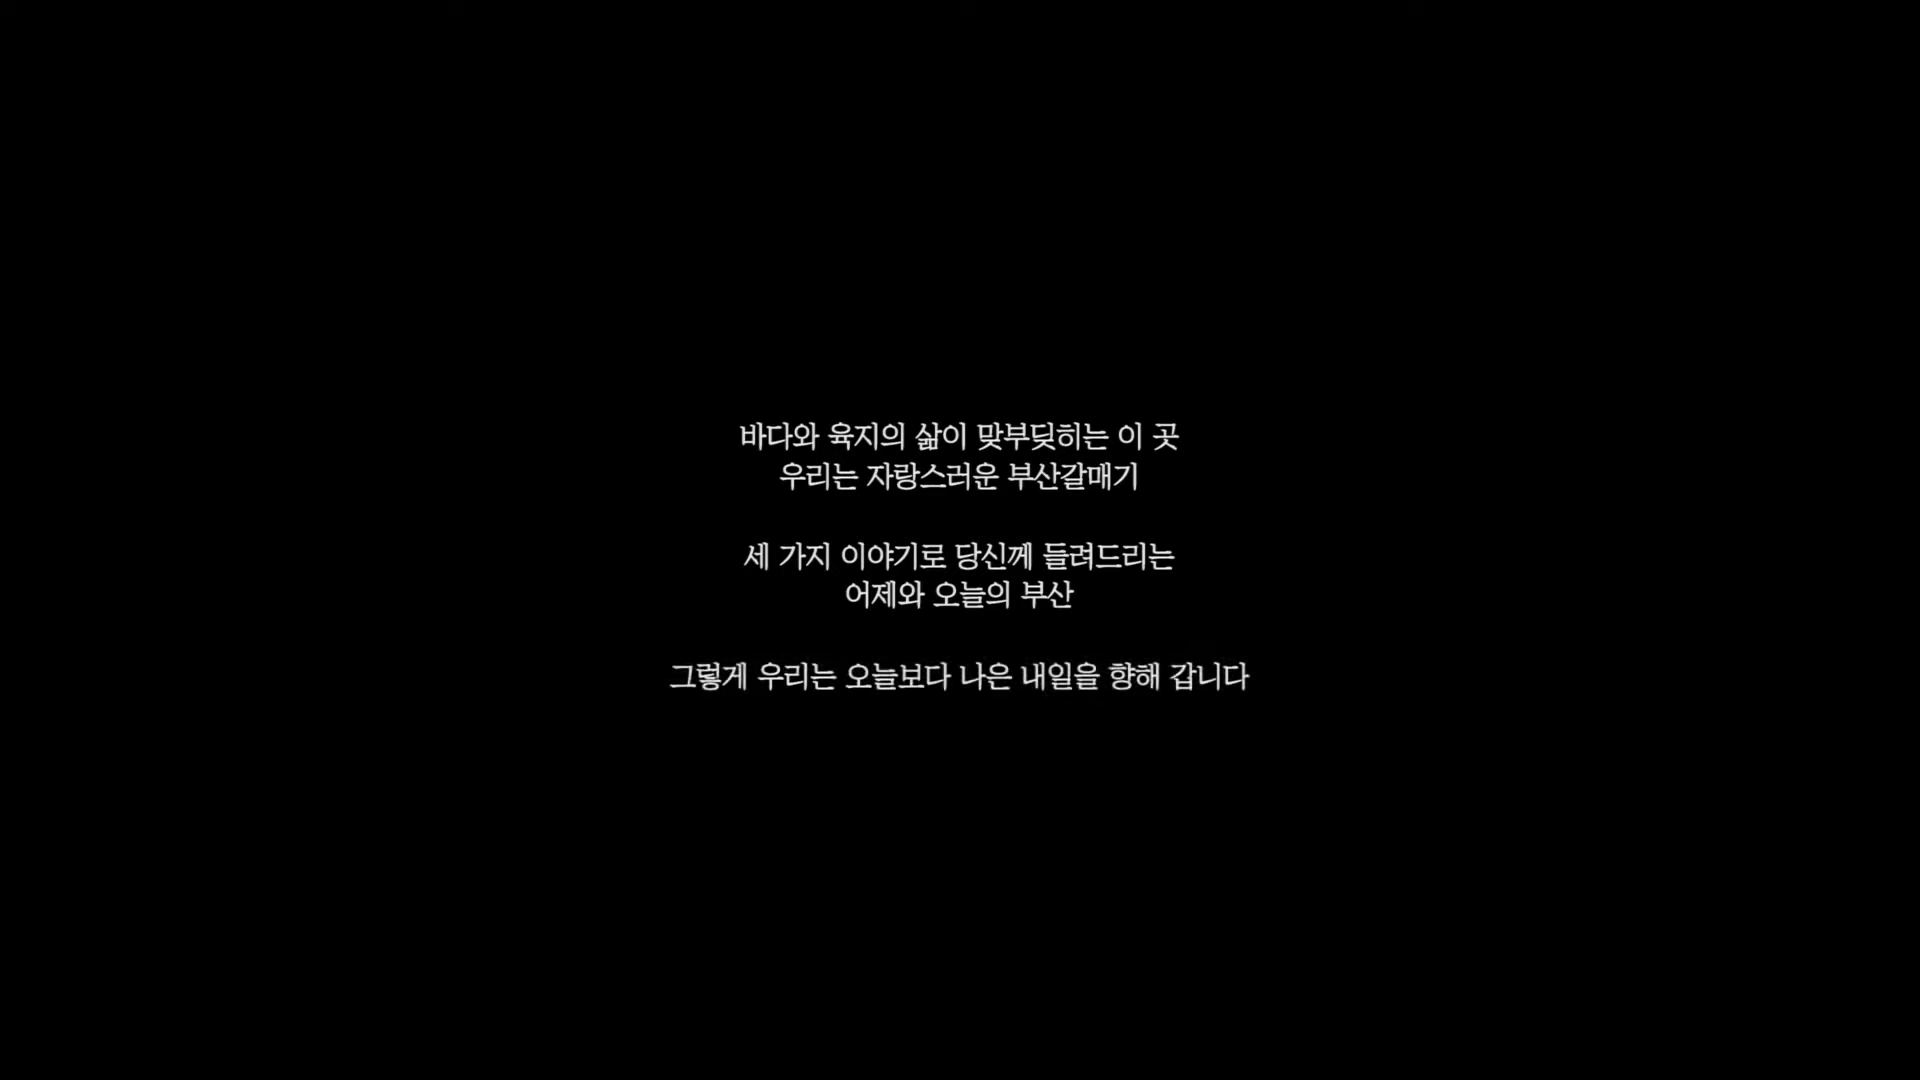 바다와 육지의 삶이 맞부딪히는 이 곳
우리는 자랑스러운 부산갈매기
세 가지 이야기로 당신께 들려드리는
어제와 오늘의 부산
그렇게 우리는 오늘보다 나은 내일을 향해 갑니다